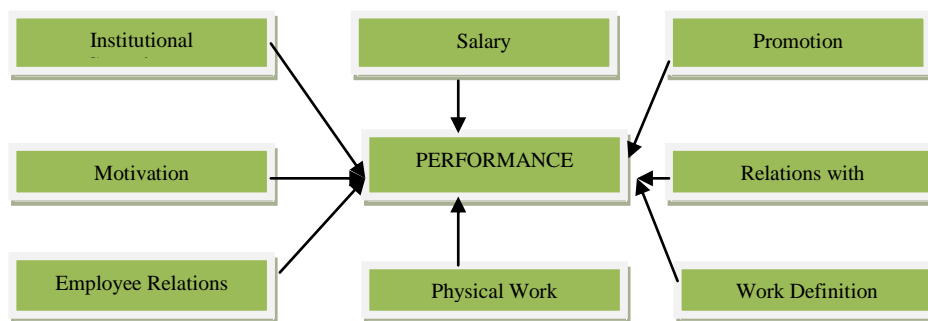 Institutional
Salary
Promotion
Motivation
PERFORMANCE
Relations with
Employee Relations
Physical Work
Work Definition